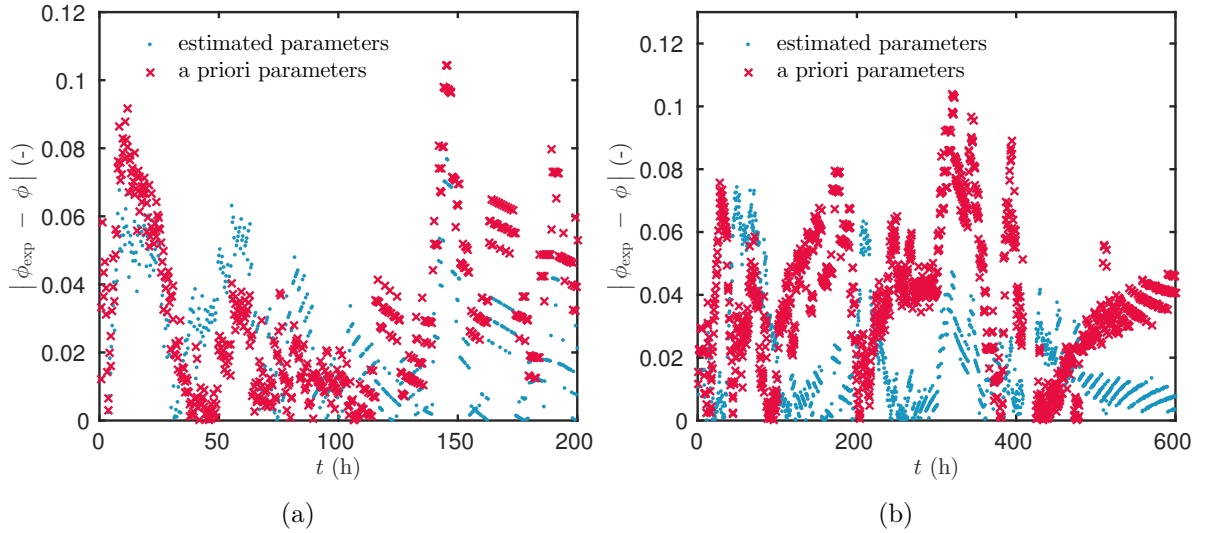 0.12
0.1
0.08
0.06
0.04
0.02
0
| ϕexp − ϕ | (-)
estimated parameters
a priori parameters
0 50 100 150 200
t (h)
(a)
0.12
0.1
0.08
0.06
0.04
0.02
0
| ϕexp − ϕ | (-)
estimated parameters
a priori parameters
0 200 400 600
t (h)
(b)